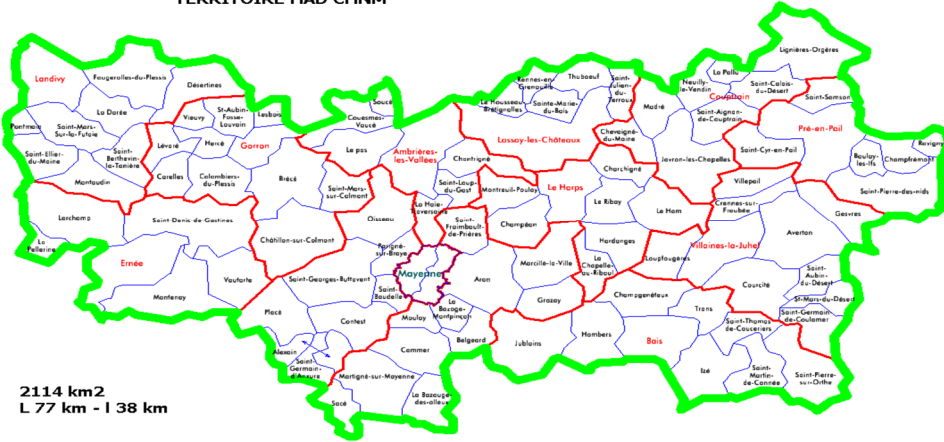 TERRITOIRE HAD CHNM
Lignières-Orgères
Landivy
Fougerolles-du-Plessis
Désertines
Rennes-en-
Grenouille
Thuboeuf
Saint-
Julien-
du-
Terroux
Neuilly-
le-Vendin
La Pallu
Saint-Calais-
du-Désert
Couptrain
Saint-Samson
La Dorée
St-Aubin-
Fosse-
Louvain
Lesbois
Soucé
Couesmes-
Vaucé
Le Housseau-
Brétignolles
Sainte-Marie-
du-Bois
Madré
Saint-Aignan-
de-Couptrain
Pré-en-Pail
Pontmain
Saint-Mars-
Sur-la-Futaie
Vieuvy
Hercé
Gorron
Lassay-les-Châteaux
Chevaigné-
du-Maine
Ravigny
Saint-Ellier-
du-Maine
Saint-
Berthevin-
la-Tanière
Lévaré
Le pas
Ambrières-
les-Vallées
Chantrigné
Charchigné
Javron-les-Chapelles
Saint-Cyr-en-Pail
Boulay-
les-Ifs
Champfrémont
Montaudin
Carelles
Colombiers-
du-Plessis
Brécé
Saint-Mars-
sur-Colmont
Saint-Loup-
du-Gast
Montreuil-Poulay
Le Horps
Villepail
Saint-Pierre-des-nids
Larchamp
Saint-Denis-de-Gastines
Oisseau
La Haie-
Traversaine
Saint-
Fraimbault-
de-Prières
Champéon
Le Ribay
Le Ham
Crennes-sur-
Fraubée
Gesvres
La
Pellerine
Ernée
Châtillon-sur-Colmont
Parigné-
sur-Braye
Hardanges
Villaines-la-Juhel
Averton
Vautorte
Saint-Georges-Buttavent
Mayenne
Aron
Marcillé-la-Ville
La
Chapelle-
au-Riboul
Loupfougères
Montenay
Saint-
Baudelle
Grazay
Champgenéteux
Courcité
Saint-
Aubin-
du-Désert
St-Mars-du-Désert
Placé
Contest
Moulay
La
Bazoge-
Montpinçon
Trans
Saint-Thomas-
de-Courceriers
Saint-Germain-
de-Coulamer
Alexain
Commer
Belgeard
Jublains
Hambers
Bais
Saint-
Germain-
d'Anxure
Martigné-sur-Mayenne
Izé
Saint-
Martin-
de-Connée
Saint-Pierre-
sur-Orthe
Sacé
La Bazouge-
des-alleux
2114 km2
L 77 km - l 38 km